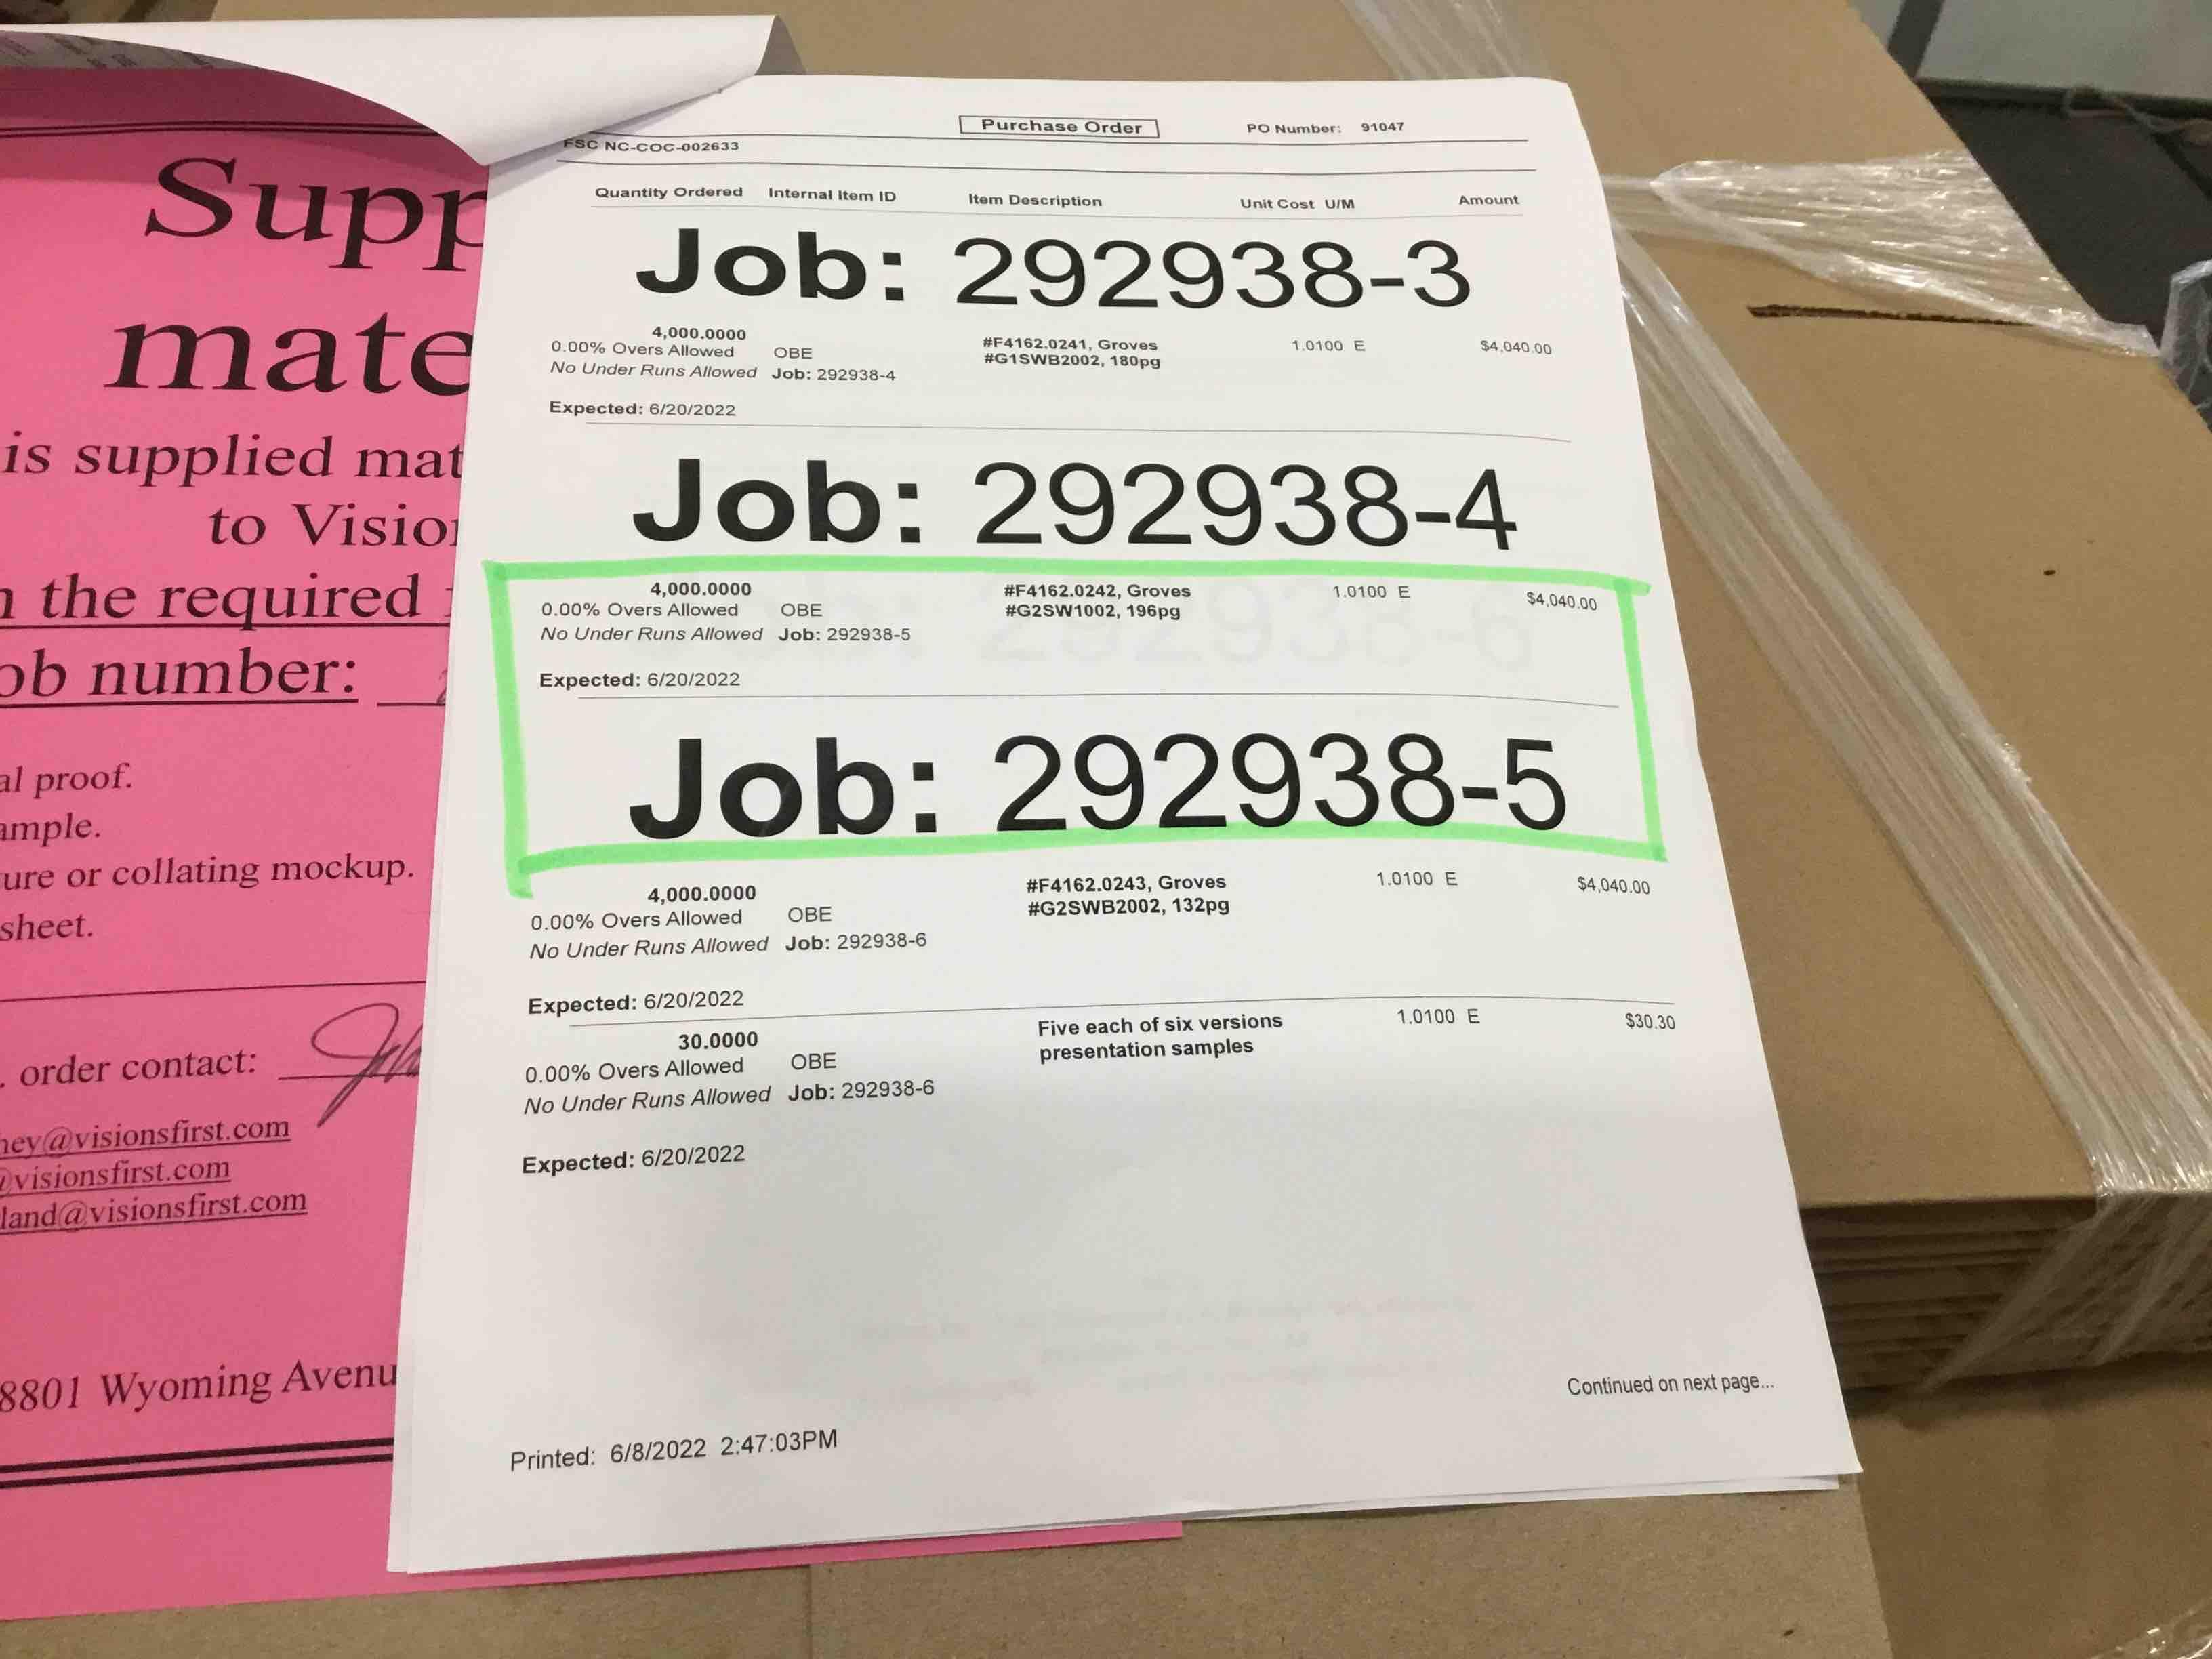 Supp
mate
is supplied mat
to Vision
the required
ob number:
al proof.
ample.
ure or collating mockup.
sheet.
. order contact:
ney@visionsfirst.com
@visionsfirst.com
land@visionsfirst.com
8801 Wyoming Avenu
Purchase Order PO Number: 91047
FSC NC-COC-002633
Quantity Ordered Internal Item ID Item Description Unit Cost U/M Amount
Job: 292938-3
4,000.0000 #F4162.0241, Groves 1.0100 E $4,040.00
0.00% Overs Allowed OBE #G1SWB2002, 180pg
No Under Runs Allowed Job: 292938-4
Expected: 6/20/2022
Job: 292938-4
4,000.0000 #F4162.0242, Groves 1.0100 E $4,040.00
0.00% Overs Allowed OBE #G2SW1002, 196pg
No Under Runs Allowed Job: 292938-5
Expected: 6/20/2022
Job: 292938-5
4,000.0000 #F4162.0243, Groves 1.0100 E $4,040.00
0.00% Overs Allowed OBE #G2SWB2002, 132pg
No Under Runs Allowed Job: 292938-6
Expected: 6/20/2022
30.0000 Five each of six versions 1.0100 E $30.30
0.00% Overs Allowed OBE presentation samples
No Under Runs Allowed Job: 292938-6
Expected: 6/20/2022
Continued on next page...
Printed: 6/8/2022 2:47:03PM